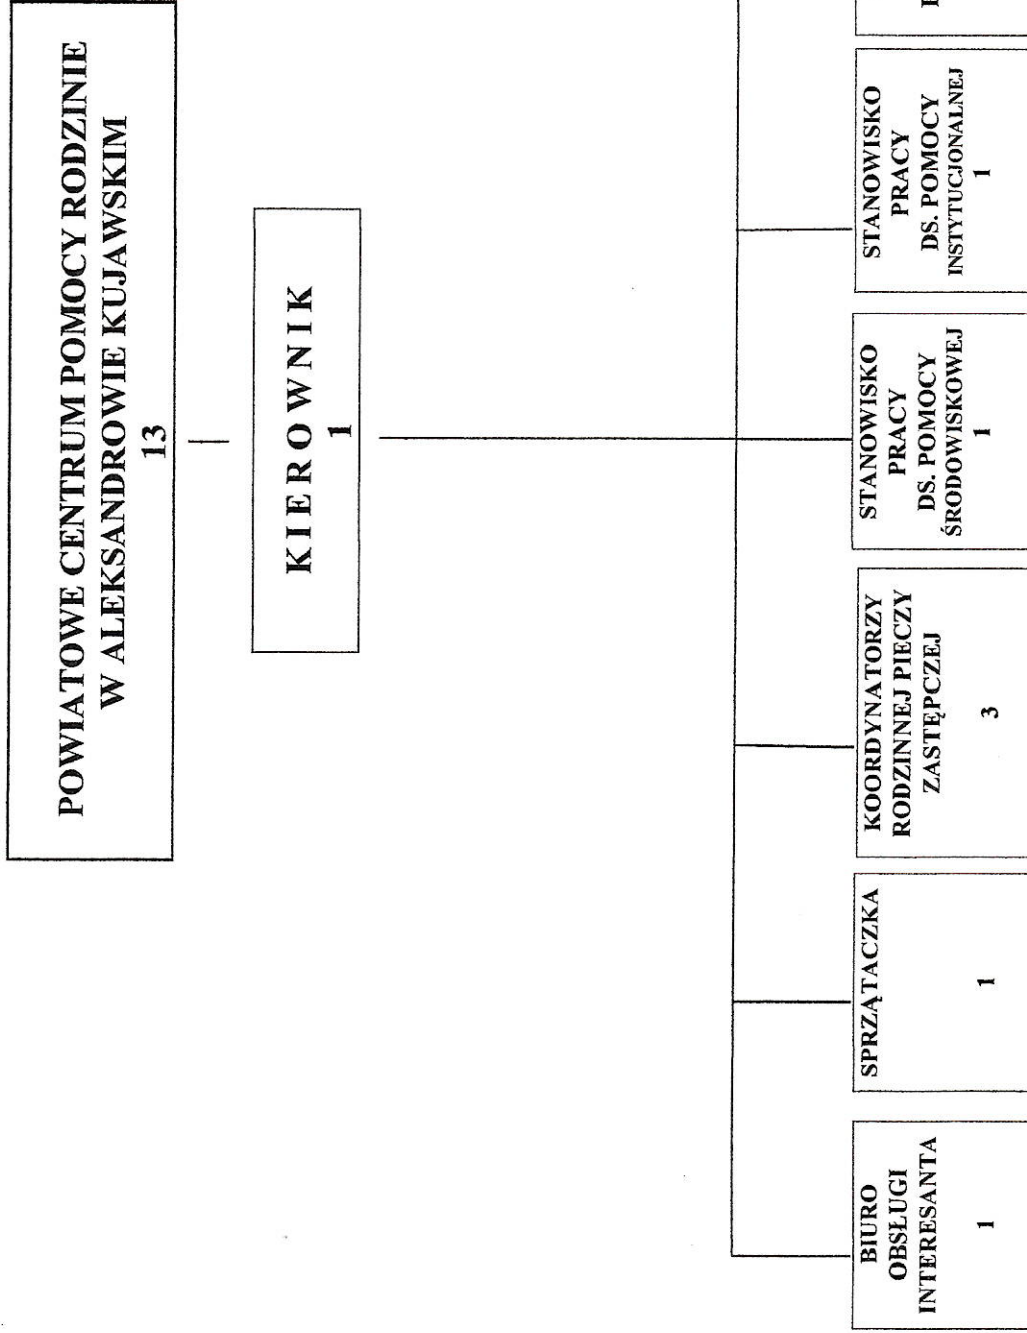 POWIATOWE CENTRUM POMOCY RODZINIE
W ALEKSANDROWIE KUJAWSKIM
13
KIEROWNIK
1
BIURO
OBSŁUGI
INTERESANTA
1
SPRZĄTACZKA
1
KOORDYNATORZY
RODZINNEJ PIECZY
ZASTĘPCZEJ
3
STANOWISKO
PRACY
DS. POMOCY
ŚRODOWISKOWEJ
1
STANOWISKO
PRACY
DS. POMOCY
INSTYTUCJONALNEJ
1